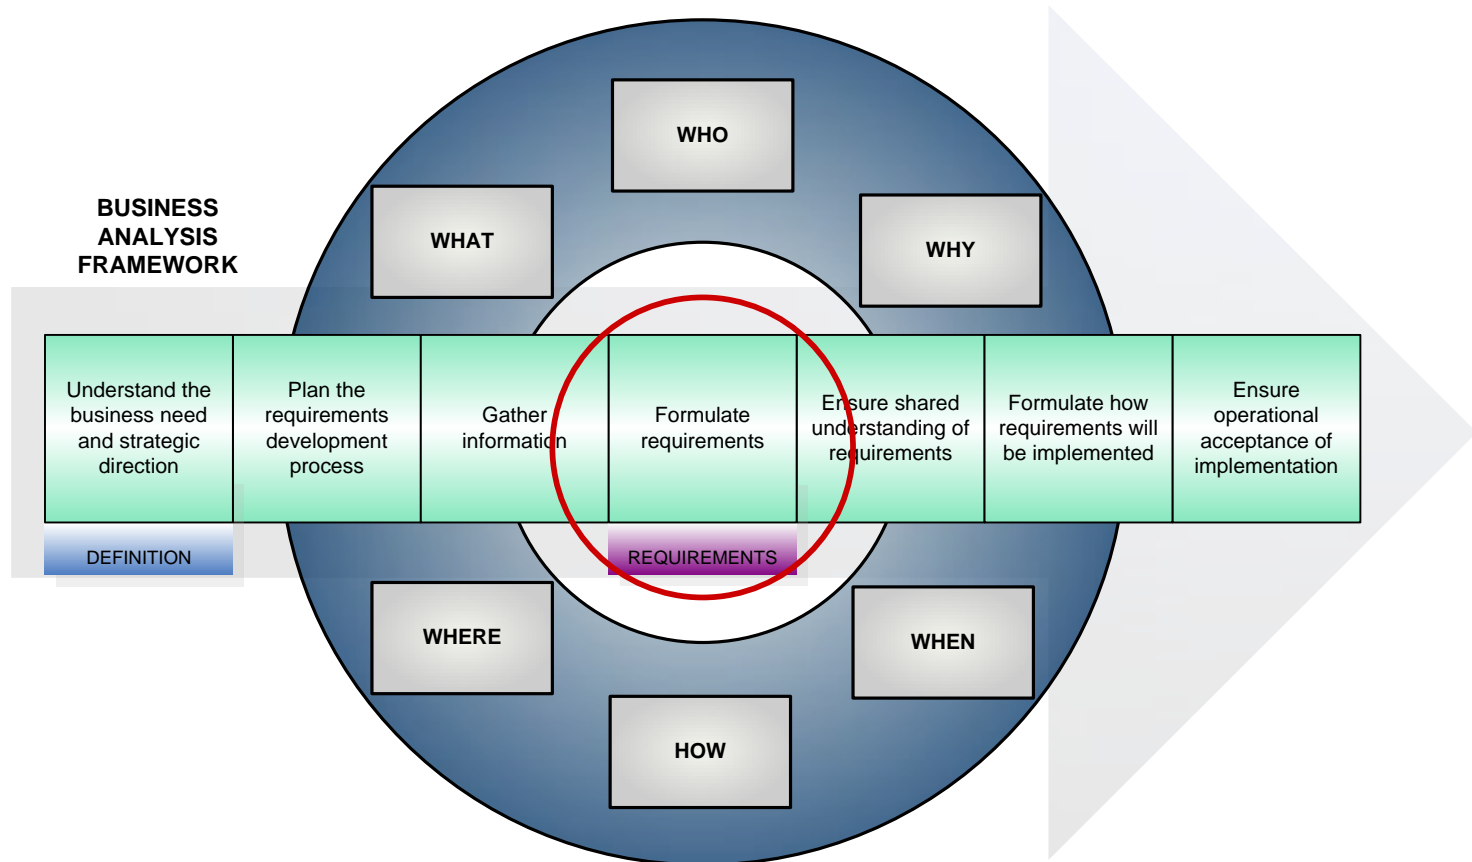 WHO
WHAT
WHY
BUSINESS
ANALYSIS
FRAMEWORK
Understand the
business need
and strategic
direction
Plan the
requirements
development
process
Gather
information
Formulate
requirements
Ensure shared
understanding of
requirements
Formulate how
requirements will
be implemented
Ensure
operational
acceptance of
implementation
DEFINITION
REQUIREMENTS
WHERE
WHEN
HOW